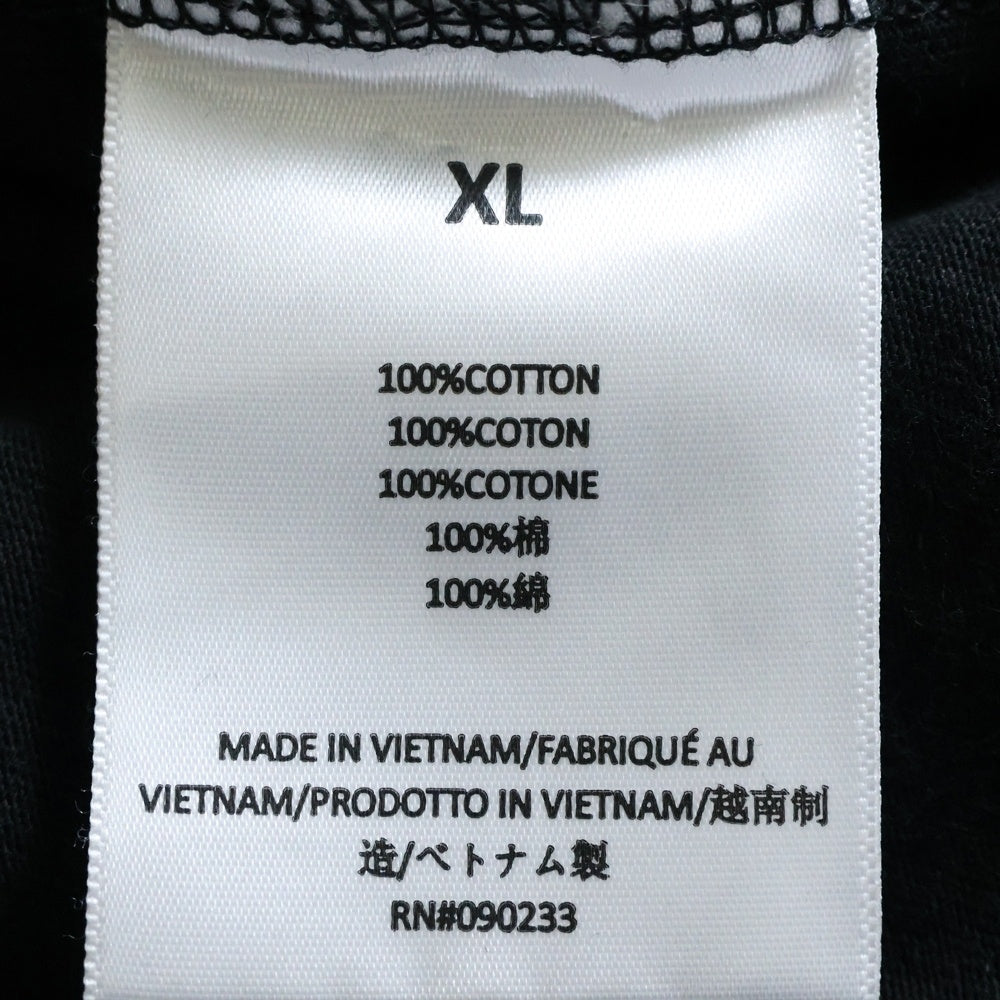 XL
100%COTTON
100%COTON
100%COTONE
100%棉
100%綿
MADE IN VIETNAM/FABRIQUÉ AU
VIETNAM/PRODOTTO IN VIETNAM/越南制
造/ベトナム製
RN#090233